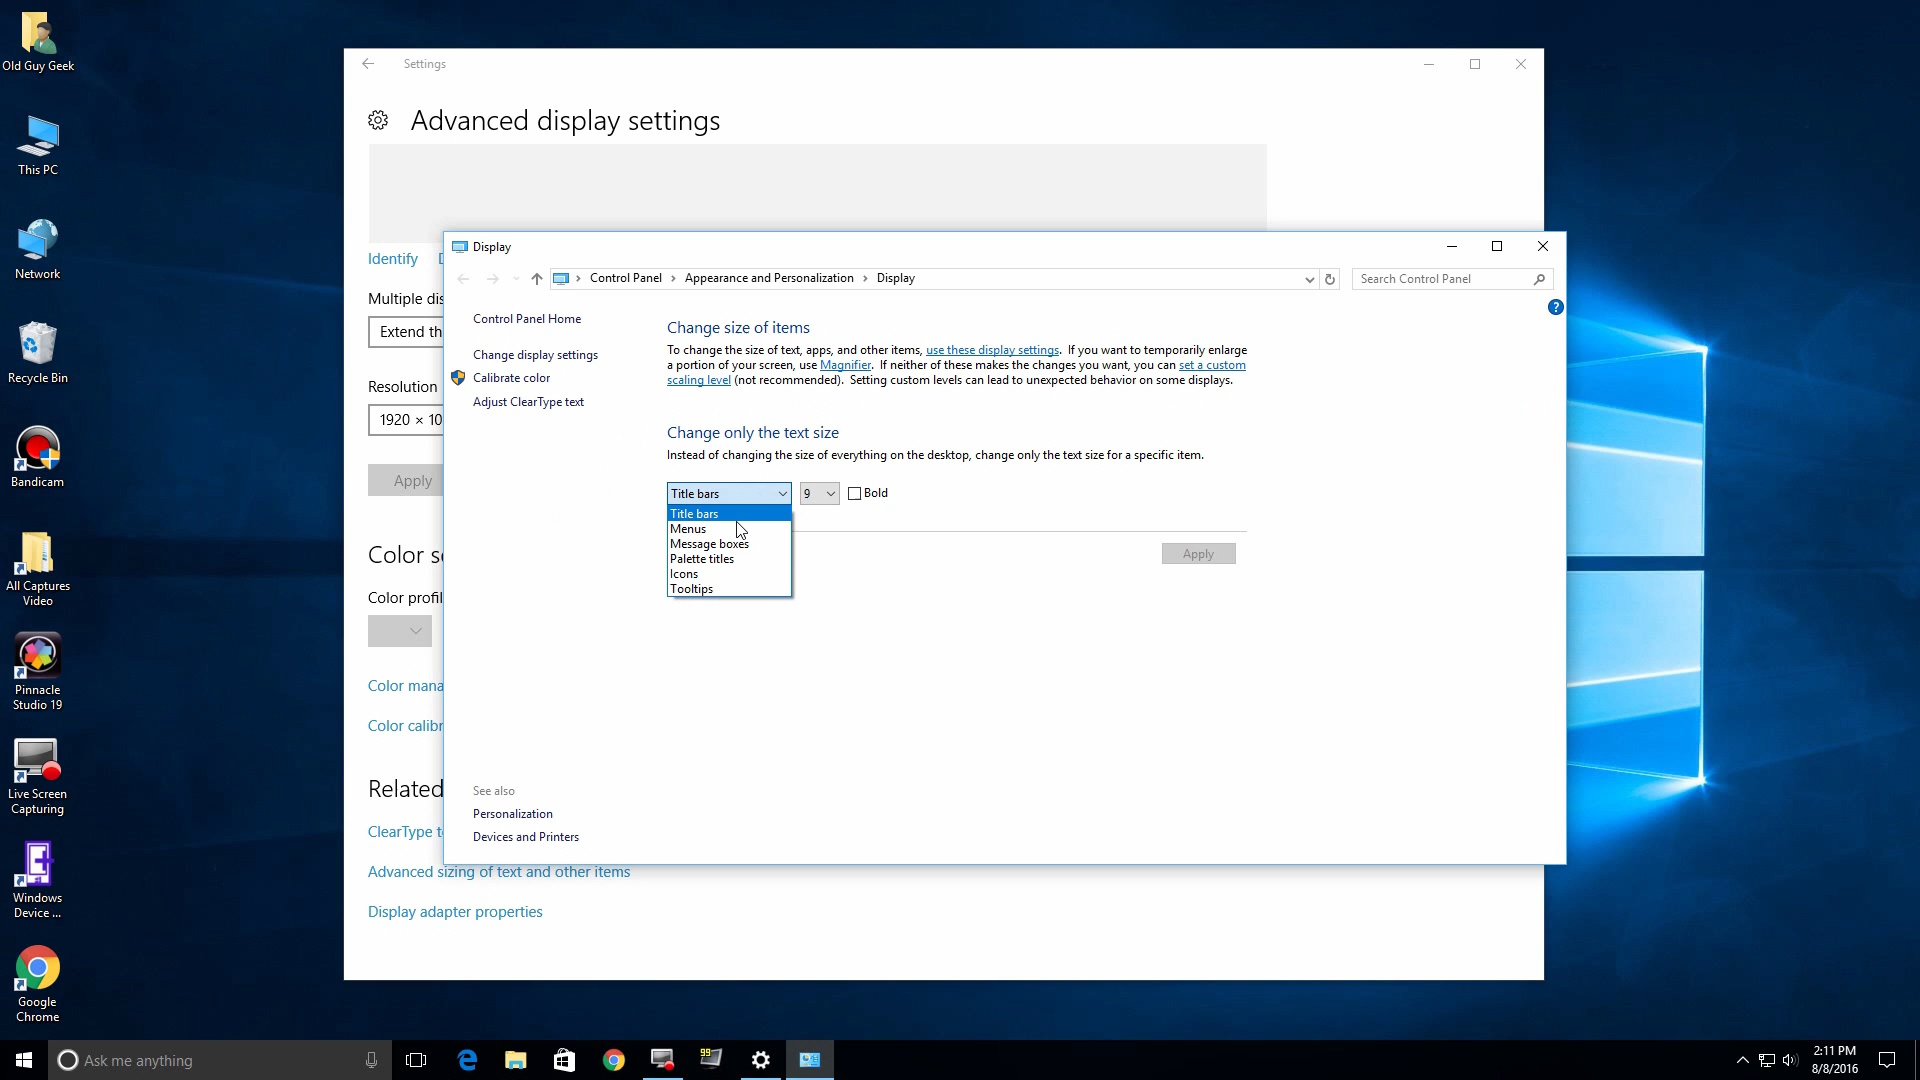 Old Guy Geek
This PC
Network
Recycle Bin
Bandicam
All Captures
Video
Pinnacle
Studio 19
Live Screen
Capturing
Windows
Device ...
Google
Chrome
Settings
Advanced display settings
Identify
Multiple dis
Extend th
Resolution
1920 × 10
Apply
Color s
Color profil
Color mana
Color calibr
Related
ClearType t
Advanced sizing of text and other items
Display adapter properties
Display
Control Panel › Appearance and Personalization › Display
Search Control Panel
?
Control Panel Home
Change display settings
Calibrate color
Adjust ClearType text
See also
Personalization
Devices and Printers
Change size of items
To change the size of text, apps, and other items, use these display settings. If you want to temporarily enlarge
a portion of your screen, use Magnifier. If neither of these makes the changes you want, you can set a custom
scaling level (not recommended). Setting custom levels can lead to unexpected behavior on some displays.
Change only the text size
Instead of changing the size of everything on the desktop, change only the text size for a specific item.
Title bars 9 Bold
Title bars
Menus
Message boxes
Palette titles
Icons
Tooltips
Apply
Ask me anything
99
2:11 PM
8/8/2016